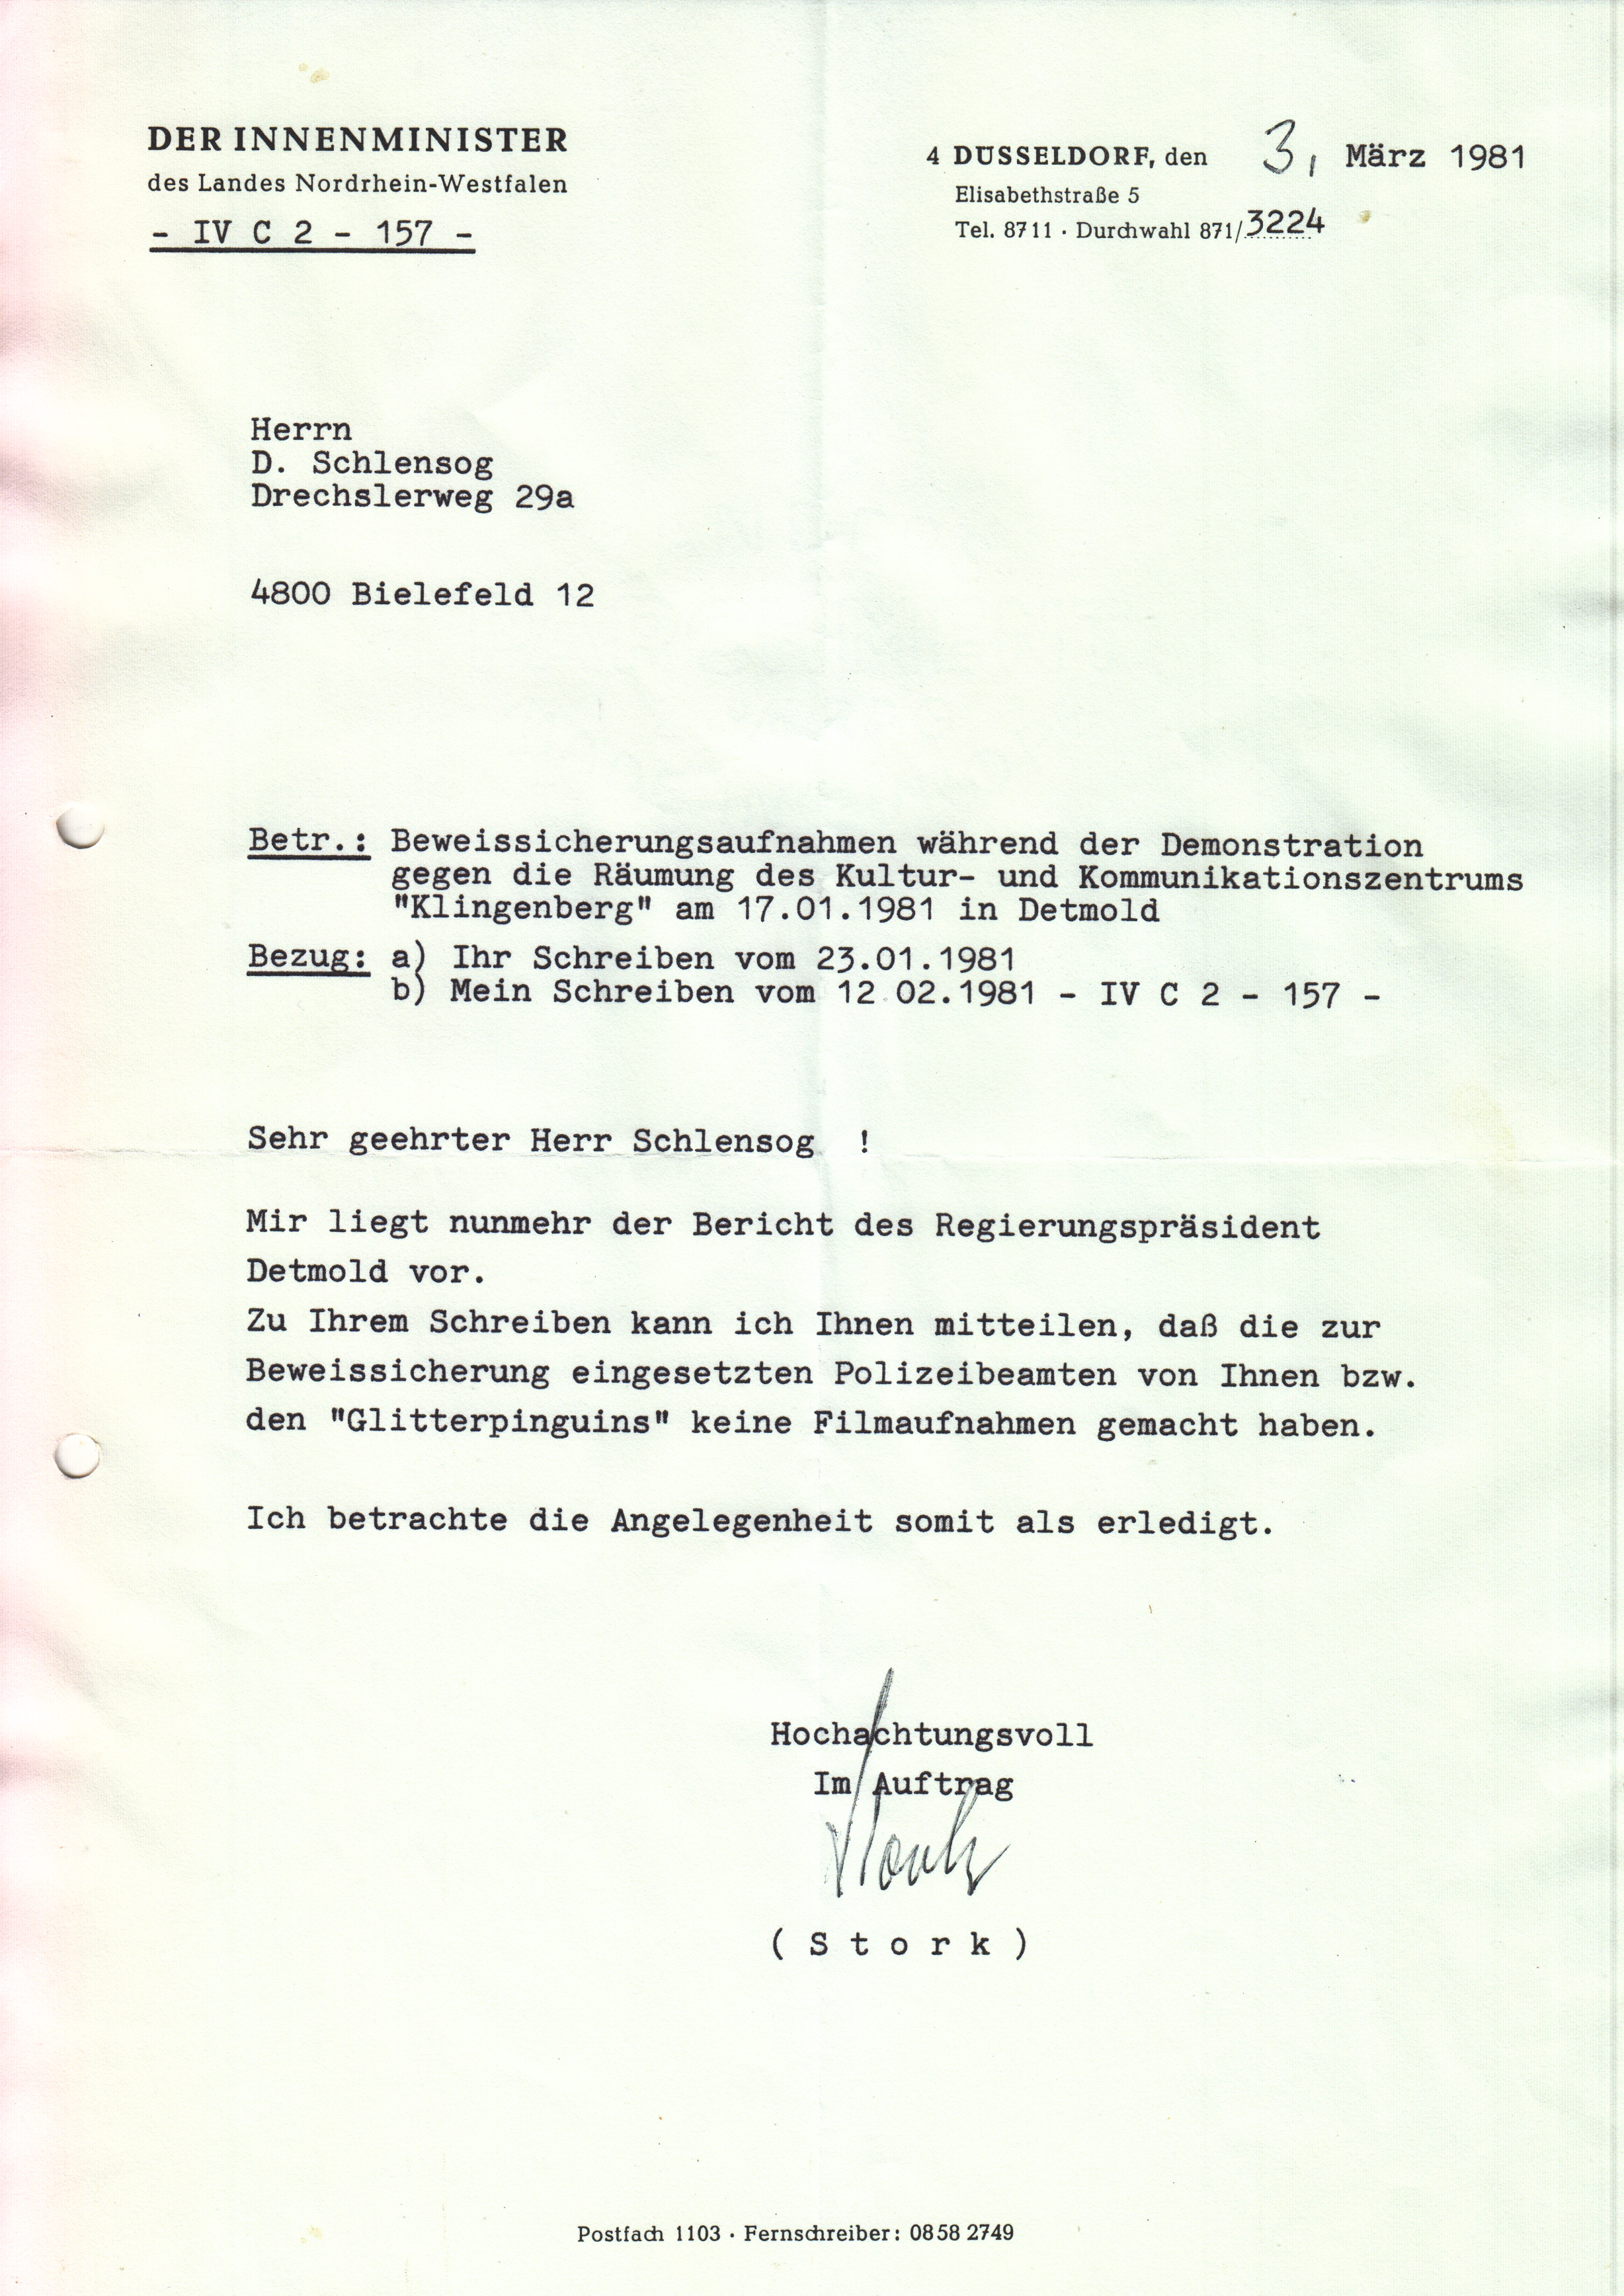 DER INNENMINISTER
des Landes Nordrhein-Westfalen
- IV C 2 - 157 -
4 DÜSSELDORF, den 3, März 1981
Elisabethstraße 5
Tel. 8711 · Durchwahl 871/3224
Herrn
D. Schlensog
Drechslerweg 29a
4800 Bielefeld 12
Betr.: Beweissicherungsaufnahmen während der Demonstration
gegen die Räumung des Kultur- und Kommunikationszentrums
"Klingenberg" am 17.01.1981 in Detmold
Bezug: a) Ihr Schreiben vom 23.01.1981
b) Mein Schreiben vom 12.02.1981 - IV C 2 - 157 -
Sehr geehrter Herr Schlensog !
Mir liegt nunmehr der Bericht des Regierungspräsident
Detmold vor.
Zu Ihrem Schreiben kann ich Ihnen mitteilen, daß die zur
Beweissicherung eingesetzten Polizeibeamten von Ihnen bzw.
den "Glitterpinguins" keine Filmaufnahmen gemacht haben.
Ich betrachte die Angelegenheit somit als erledigt.
Hochachtungsvoll
Im Auftrag
Stork
( S t o r k )
Postfach 1103 · Fernschreiber: 0858 2749